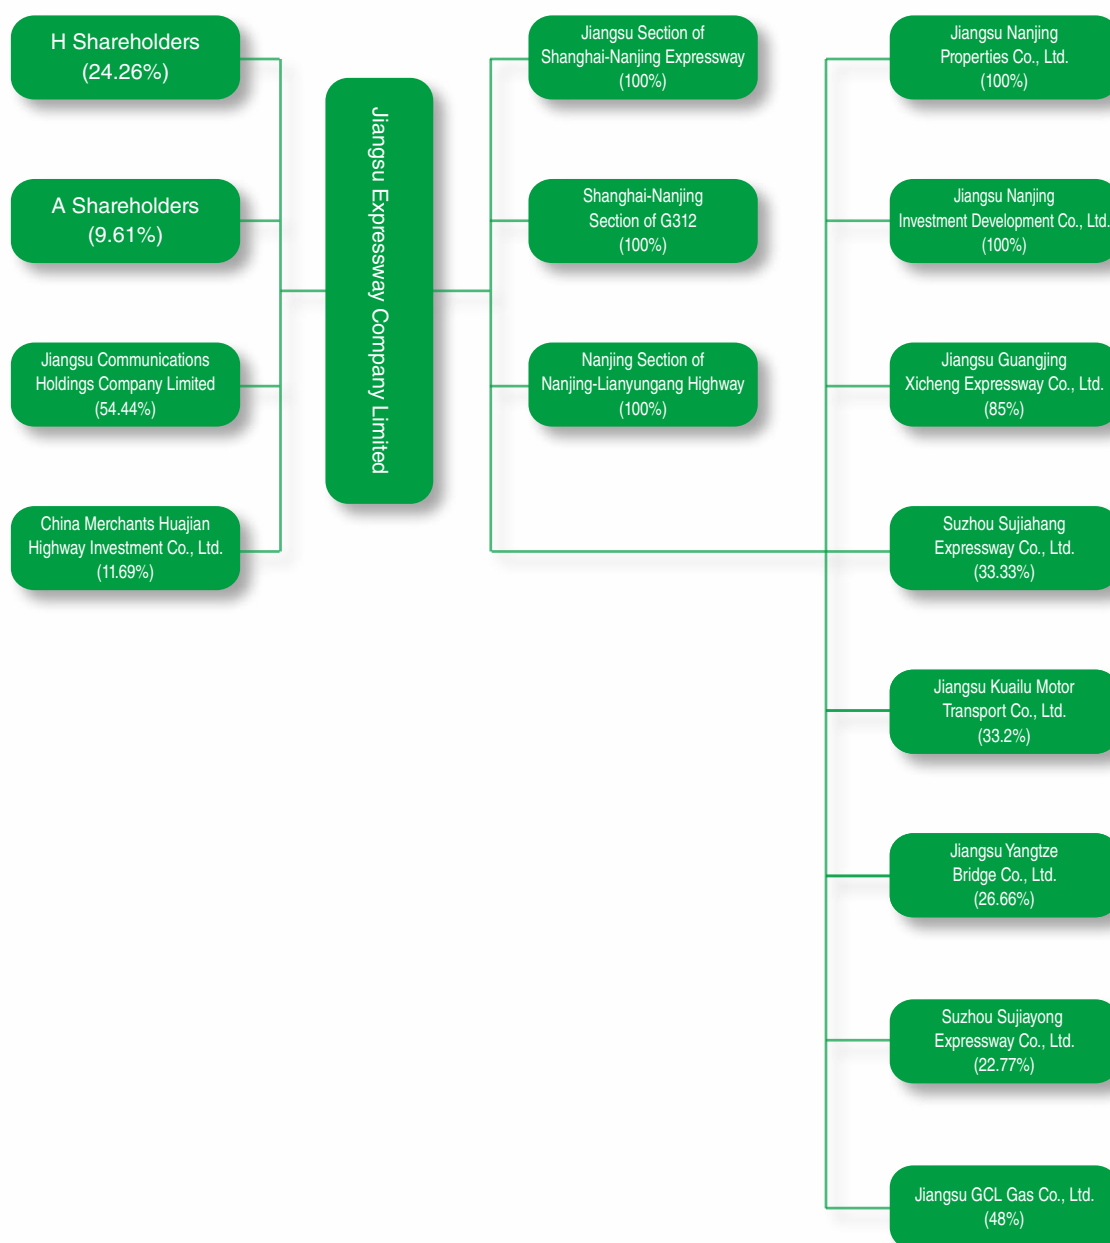 H Shareholders
(24.26%)
A Shareholders
(9.61%)
Jiangsu Communications
Holdings Company Limited
(54.44%)
China Merchants Huajian
Highway Investment Co., Ltd.
(11.69%)
Jiangsu Expressway Company Limited
Jiangsu Section of
Shanghai-Nanjing Expressway
(100%)
Shanghai-Nanjing
Section of G312
(100%)
Nanjing Section of
Nanjing-Lianyungang Highway
(100%)
Jiangsu Nanjing
Properties Co., Ltd.
(100%)
Jiangsu Nanjing
Investment Development Co., Ltd.
(100%)
Jiangsu Guangjing
Xicheng Expressway Co., Ltd.
(85%)
Suzhou Sujiahang
Expressway Co., Ltd.
(33.33%)
Jiangsu Kuailu Motor
Transport Co., Ltd.
(33.2%)
Jiangsu Yangtze
Bridge Co., Ltd.
(26.66%)
Suzhou Sujiayong
Expressway Co., Ltd.
(22.77%)
Jiangsu GCL Gas Co., Ltd.
(48%)